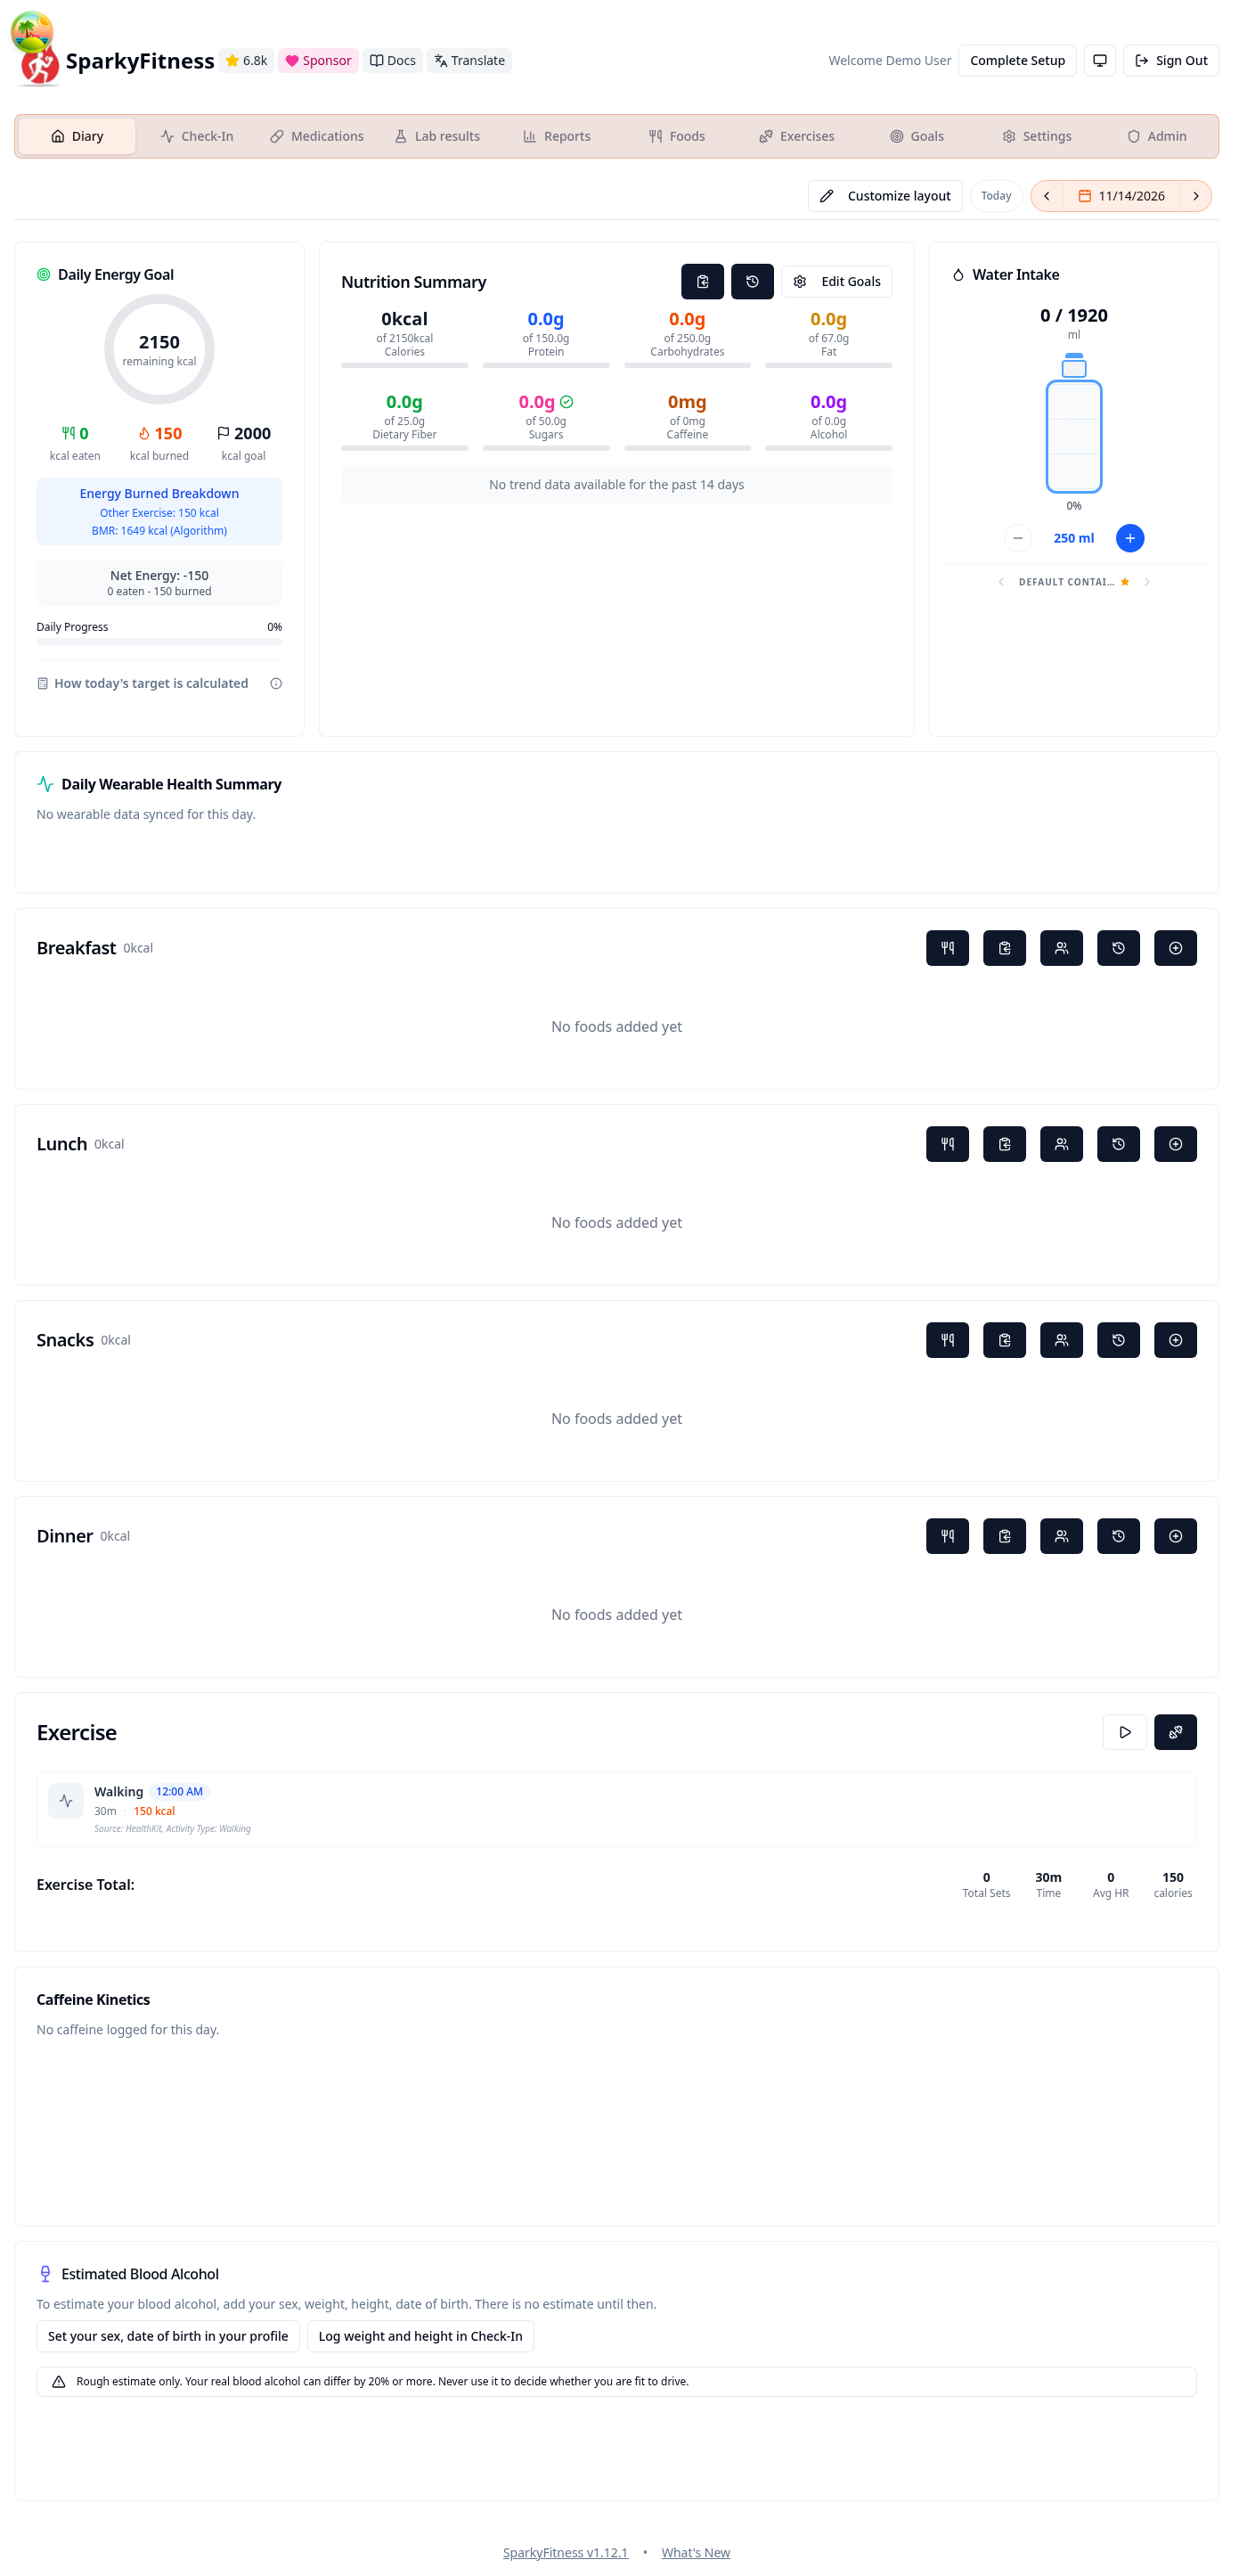 SparkyFitness
6.8k
Sponsor
Docs
Translate
Welcome Demo User
Complete Setup
Sign Out
Diary
Check-In
Medications
Lab results
Reports
Foods
Exercises
Goals
Settings
Admin
Customize layout
Today
11/14/2026
Daily Energy Goal
2150
remaining kcal
0
kcal eaten
150
kcal burned
2000
kcal goal
Energy Burned Breakdown
Other Exercise: 150 kcal
BMR: 1649 kcal (Algorithm)
Net Energy: -150
0 eaten - 150 burned
Daily Progress
0%
How today's target is calculated
Nutrition Summary
Edit Goals
0kcal
of 2150kcal
Calories
0.0g
of 150.0g
Protein
0.0g
of 250.0g
Carbohydrates
0.0g
of 67.0g
Fat
0.0g
of 25.0g
Dietary Fiber
0.0g
of 50.0g
Sugars
0mg
of 0mg
Caffeine
0.0g
of 0.0g
Alcohol
No trend data available for the past 14 days
Water Intake
0 / 1920
ml
0%
250 ml
DEFAULT CONTAI...
Daily Wearable Health Summary
No wearable data synced for this day.
Breakfast 0kcal
No foods added yet
Lunch 0kcal
No foods added yet
Snacks 0kcal
No foods added yet
Dinner 0kcal
No foods added yet
Exercise
Walking 12:00 AM
30m · 150 kcal
Source: HealthKit, Activity Type: Walking
Exercise Total:
0
Total Sets
30m
Time
0
Avg HR
150
calories
Caffeine Kinetics
No caffeine logged for this day.
Estimated Blood Alcohol
To estimate your blood alcohol, add your sex, weight, height, date of birth. There is no estimate until then.
Set your sex, date of birth in your profile
Log weight and height in Check-In
Rough estimate only. Your real blood alcohol can differ by 20% or more. Never use it to decide whether you are fit to drive.
SparkyFitness v1.12.1 • What's New